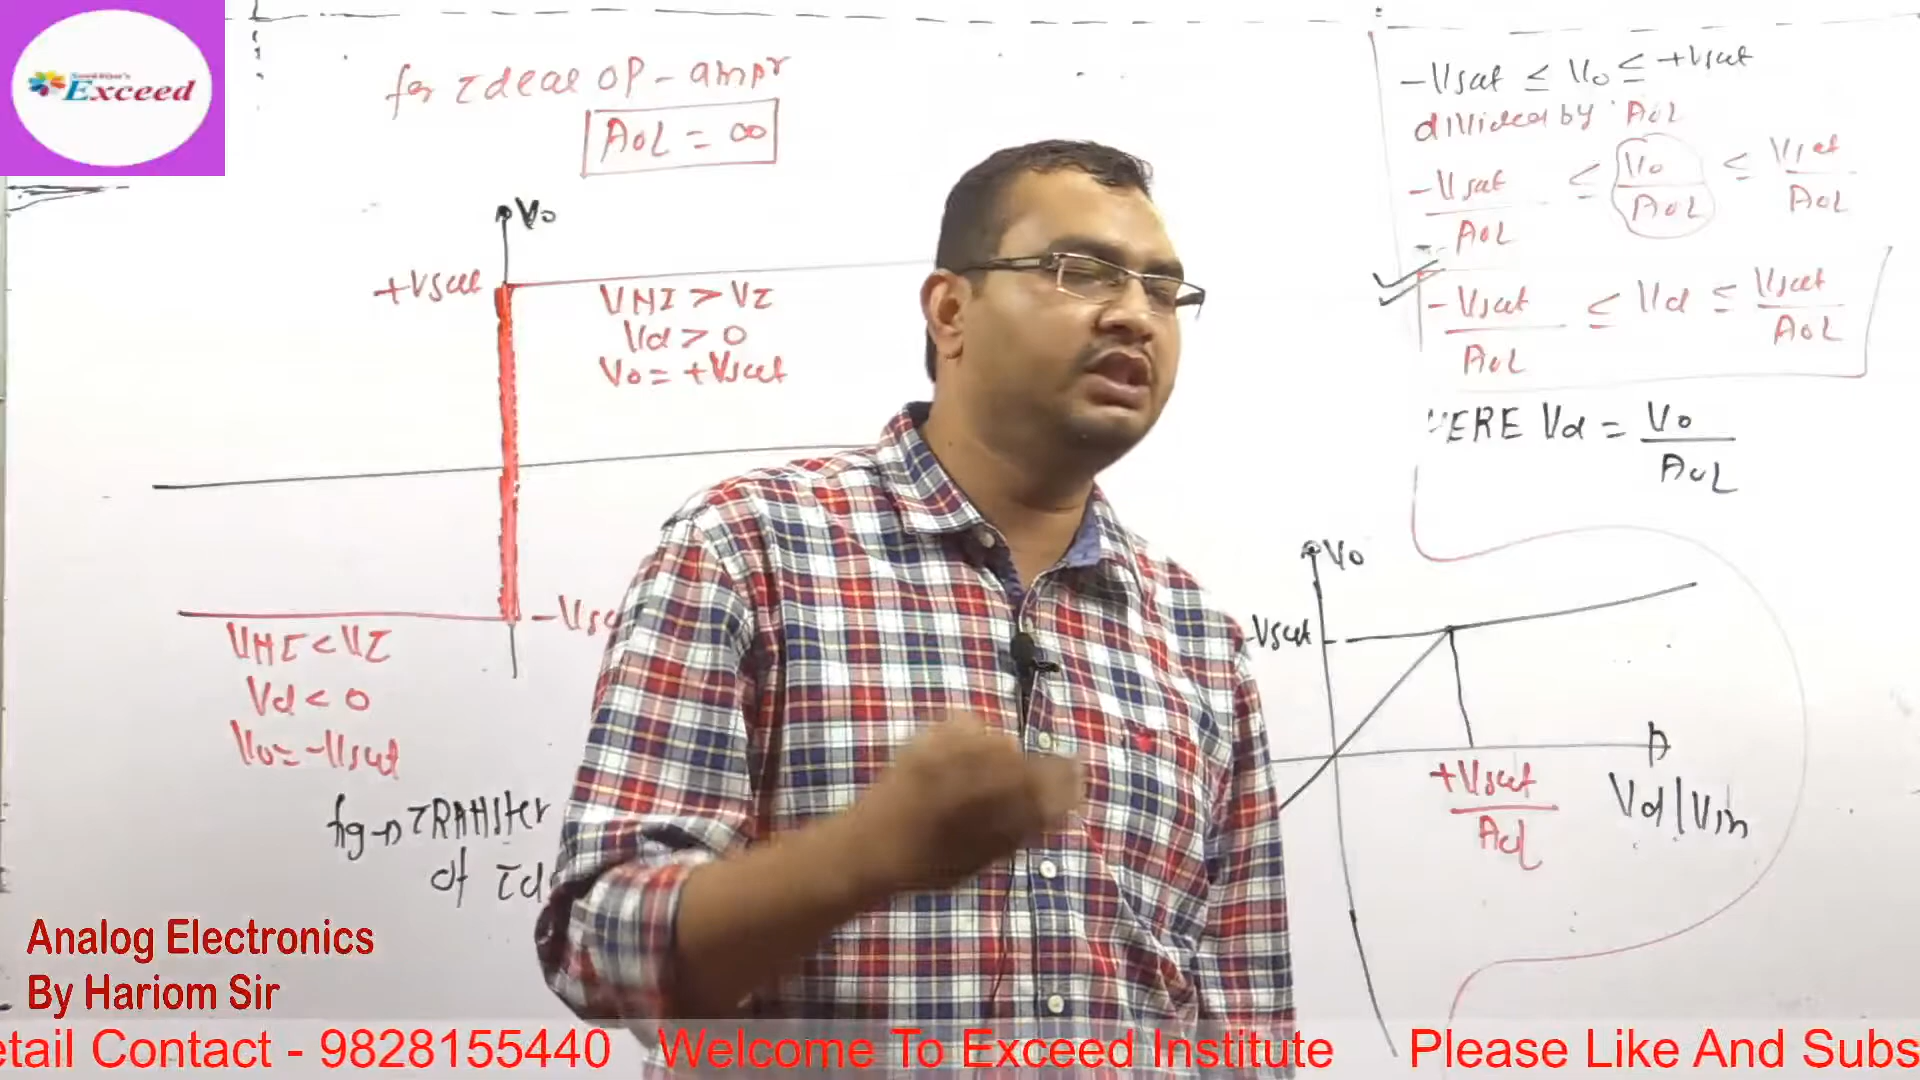 Exceed
for Ideal OP-ampr
AOL = ∞
Vo
+Vsat
VNI > VI
Vd > 0
Vo = +Vsat
VNI < VI
Vd < 0
Vo = -Vsat
fig → TRANSfer
of Id
-Vsat ≤ Vo ≤ +Vsat
divided by AOL
-Vsat/AOL ≤ Vo/AOL ≤ Vsat/AOL
-Vsat/AOL ≤ Vd ≤ Vsat/AOL
ERE Vd = Vo/AOL
Vo
Vsat
+Vsat/AOL
Vd|Vin
Analog Electronics
By Hariom Sir
etail Contact - 9828155440 Welcome To Exceed Institute Please Like And Subs